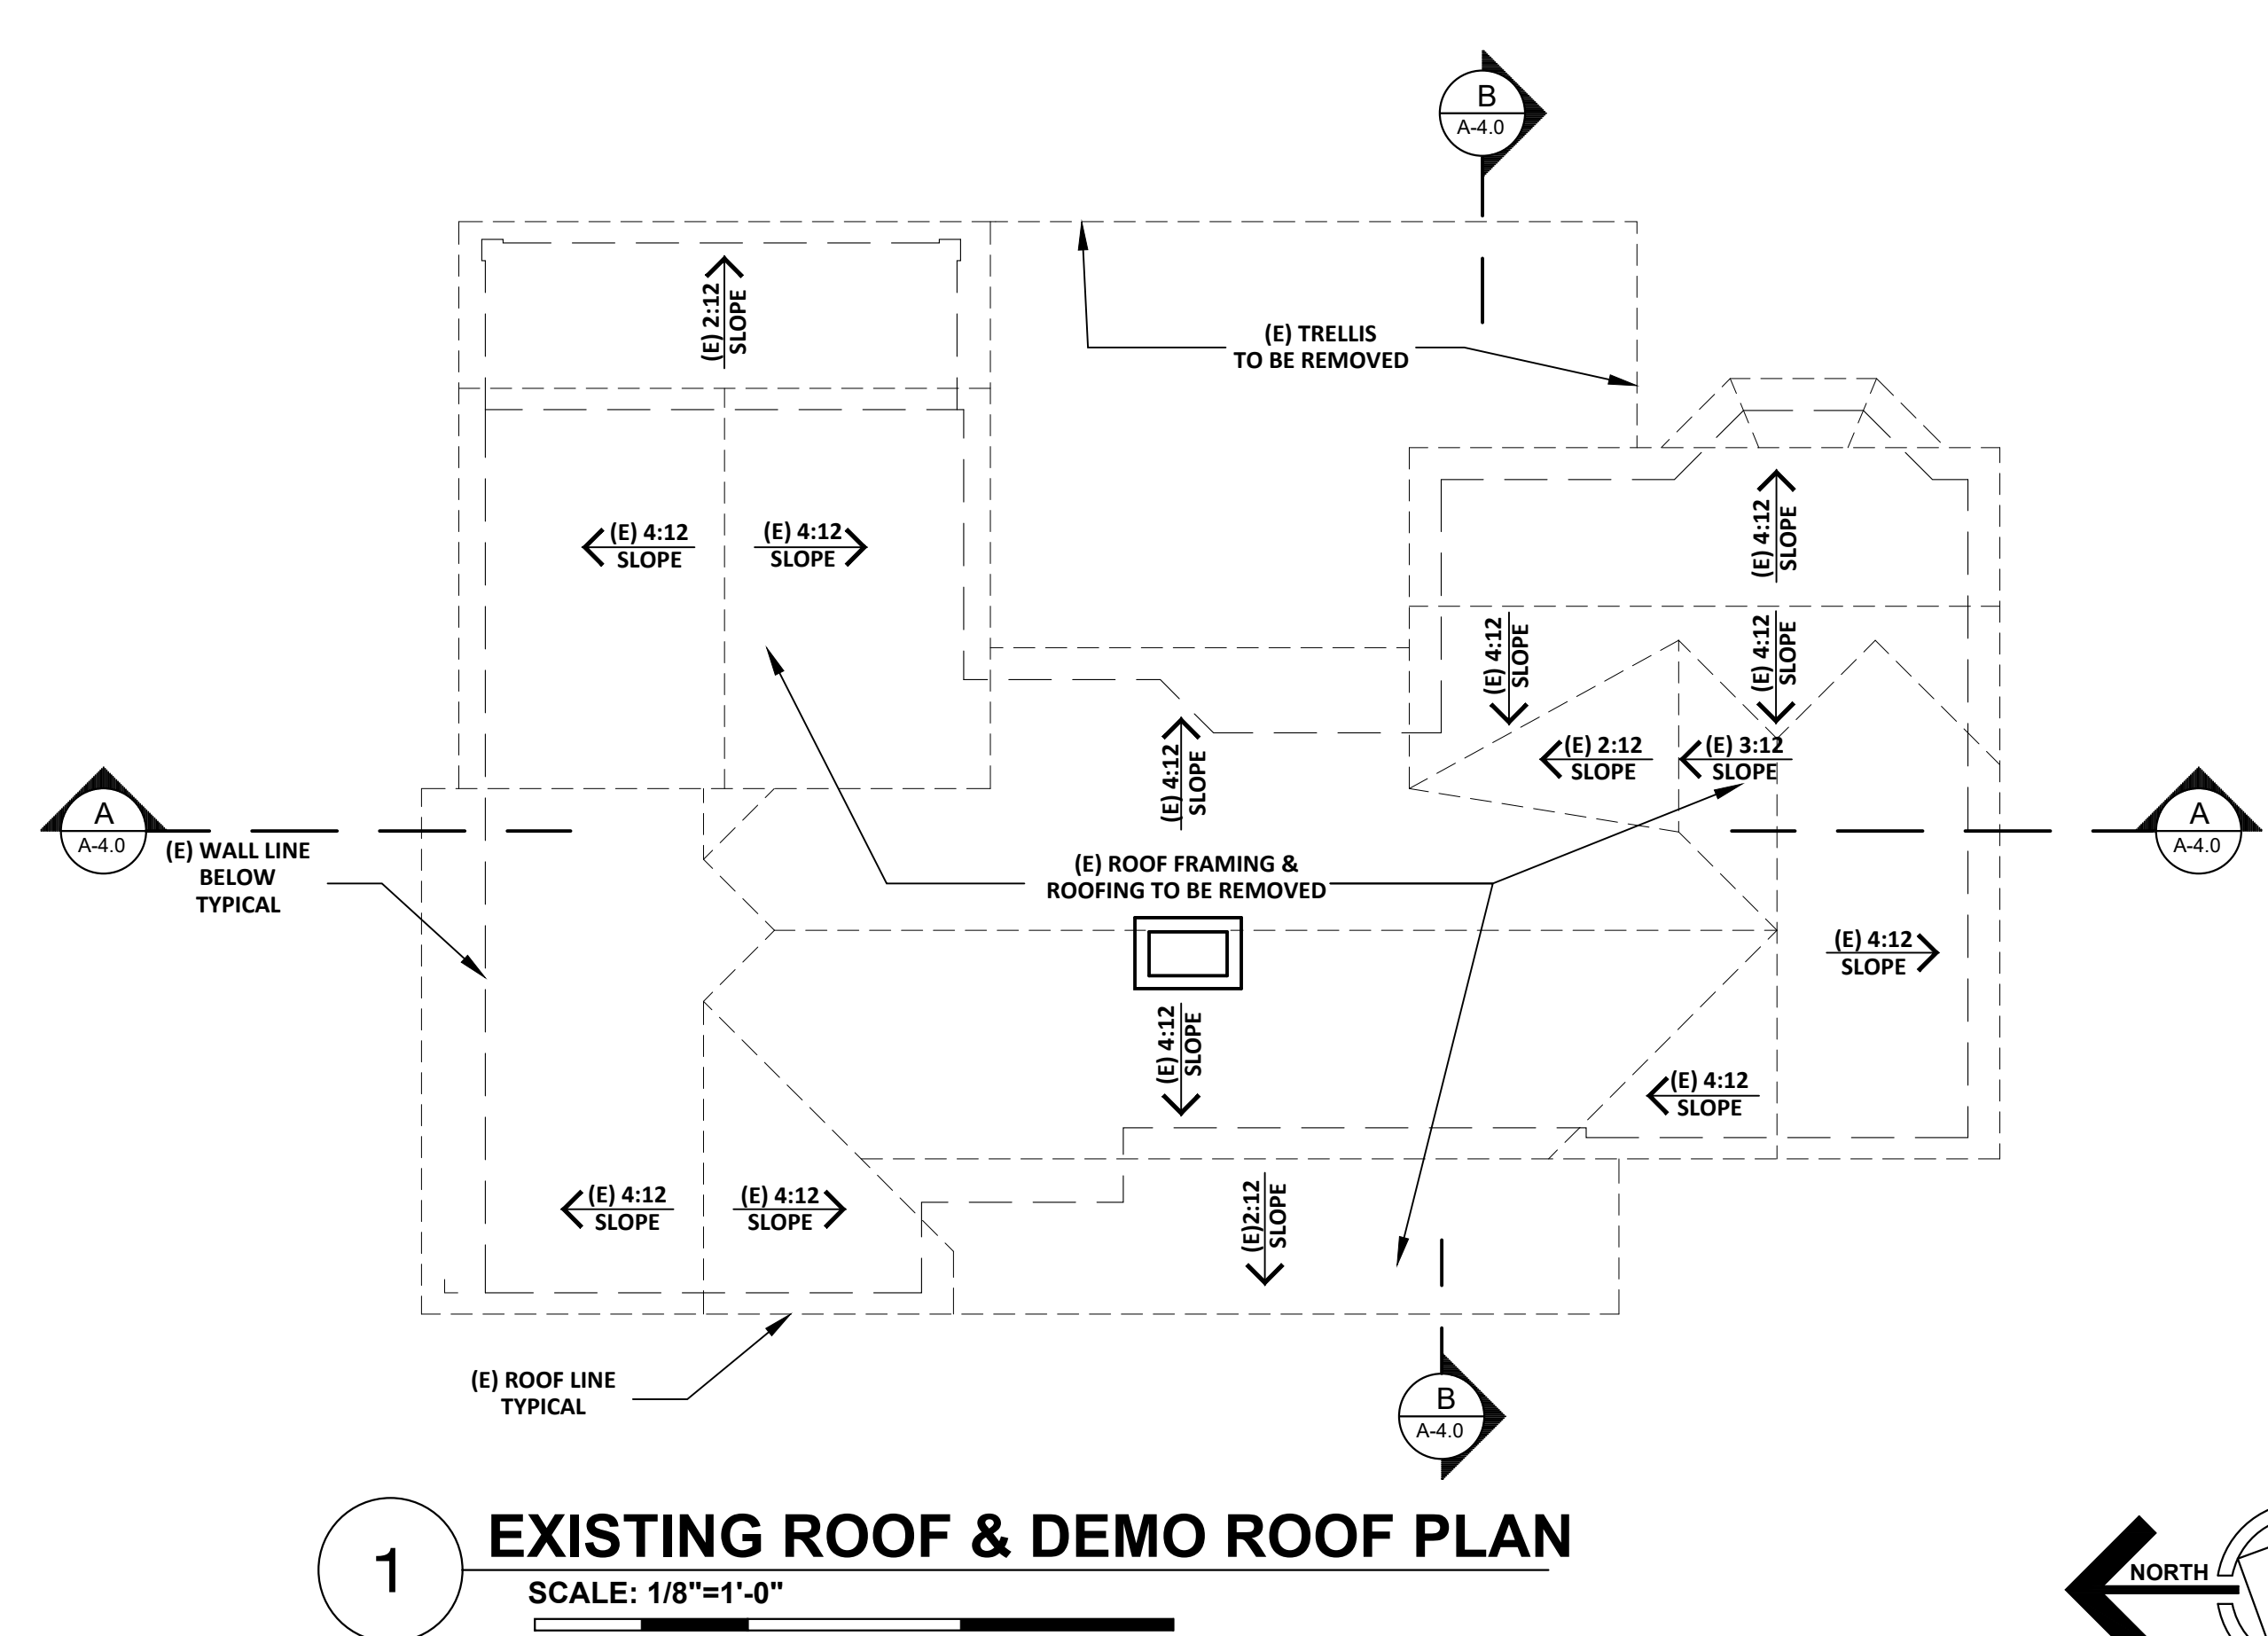 B
A-4.0
(E) 2:12
SLOPE
(E) TRELLIS
TO BE REMOVED
(E) 4:12
SLOPE
(E) 4:12
SLOPE
(E) 4:12
SLOPE
(E) 4:12
SLOPE
(E) 4:12
SLOPE
(E) 4:12
SLOPE
(E) 2:12
SLOPE
(E) 3:12
SLOPE
A
A-4.0
(E) WALL LINE
BELOW
TYPICAL
(E) ROOF FRAMING &
ROOFING TO BE REMOVED
A
A-4.0
(E) 4:12
SLOPE
(E) 4:12
SLOPE
(E) 4:12
SLOPE
(E) 4:12
SLOPE
(E) 4:12
SLOPE
(E)2:12
SLOPE
(E) ROOF LINE
TYPICAL
B
A-4.0
1
EXISTING ROOF & DEMO ROOF PLAN
SCALE: 1/8"=1'-0"
NORTH